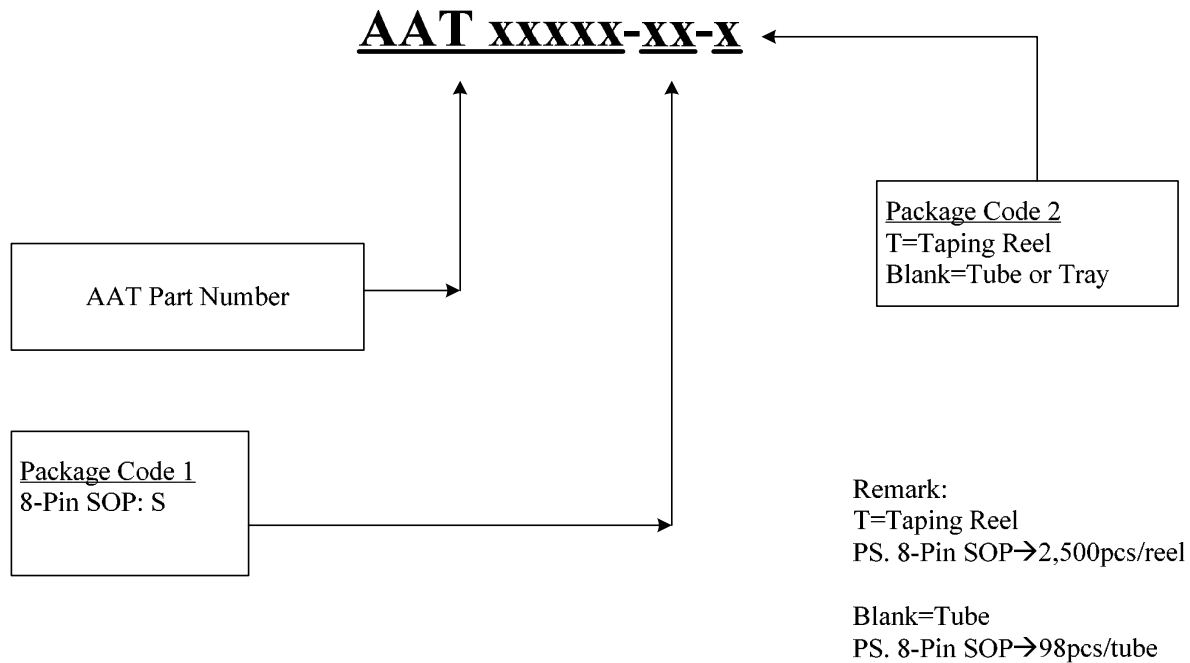 AAT xxxxx-xx-x
Package Code 2
T=Taping Reel
Blank=Tube or Tray
AAT Part Number
Package Code 1
8-Pin SOP: S
Remark:
T=Taping Reel
PS. 8-Pin SOP→2,500pcs/reel
Blank=Tube
PS. 8-Pin SOP→98pcs/tube